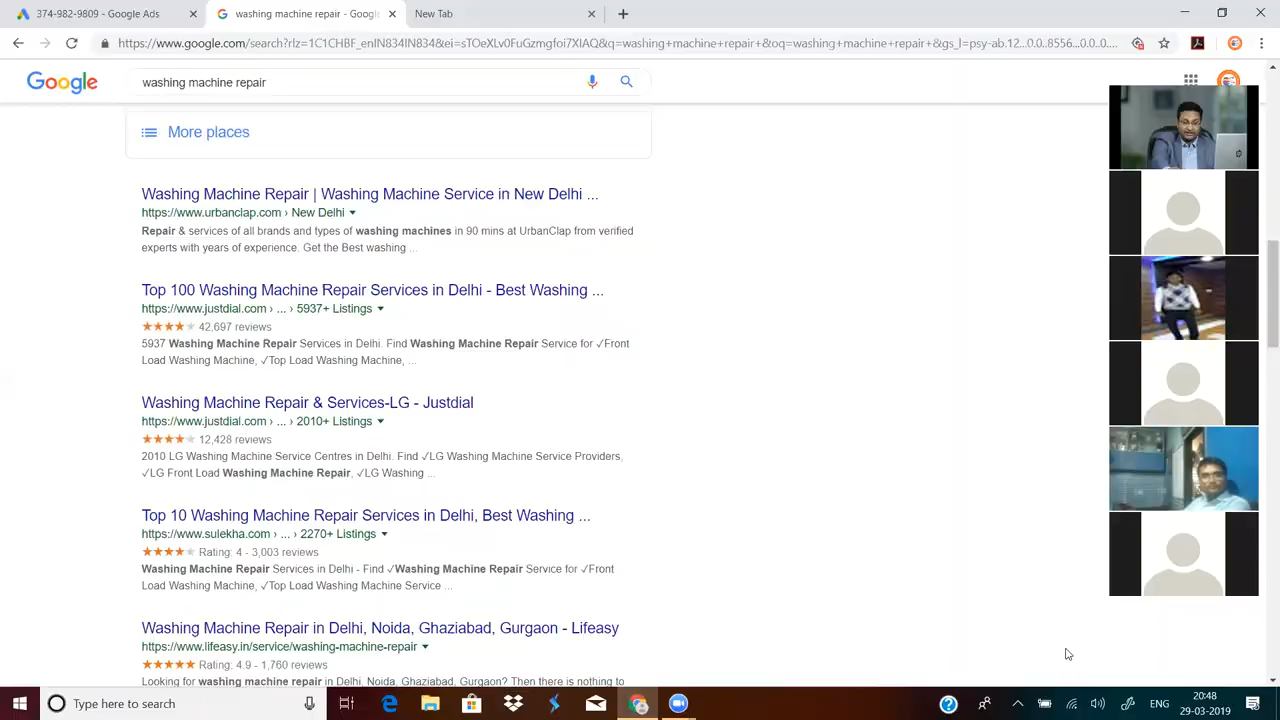 374-982-9809 - Google Ads
washing machine repair - Google
New Tab
https://www.google.com/search?rlz=1C1CHBF_enIN834IN834&ei=sTOeXLv0FuGzmgfoi7XIAQ&q=washing+machine+repair+&toq=washing+machine+repair+&gs_l=psy-ab.12...0.0..8556...0.0..0....
Google
washing machine repair
More places
Washing Machine Repair | Washing Machine Service in New Delhi ...
https://www.urbanclap.com › New Delhi
Repair & services of all brands and types of washing machines in 90 mins at UrbanClap from verified
experts with years of experience. Get the Best washing ...
Top 100 Washing Machine Repair Services in Delhi - Best Washing ...
https://www.justdial.com › ... › 5937+ Listings
42,697 reviews
5937 Washing Machine Repair Services in Delhi. Find Washing Machine Repair Service for ✓Front
Load Washing Machine, ✓Top Load Washing Machine, ...
Washing Machine Repair & Services-LG - Justdial
https://www.justdial.com › ... › 2010+ Listings
12,428 reviews
2010 LG Washing Machine Service Centres in Delhi. Find ✓LG Washing Machine Service Providers,
✓LG Front Load Washing Machine Repair, ✓LG Washing ...
Top 10 Washing Machine Repair Services in Delhi, Best Washing ...
https://www.sulekha.com › ... › 2270+ Listings
Rating: 4 - 3,003 reviews
Washing Machine Repair Services in Delhi - Find ✓Washing Machine Repair Service for ✓Front
Load Washing Machine, ✓Top Load Washing Machine Service ...
Washing Machine Repair in Delhi, Noida, Ghaziabad, Gurgaon - Lifeasy
https://www.lifeasy.in/service/washing-machine-repair
Rating: 4.9 - 1,760 reviews
Looking for washing machine repair in Delhi, Noida, Ghaziabad, Gurgaon? Then there is nothing to
Type here to search
ENG
20:48
29-03-2019